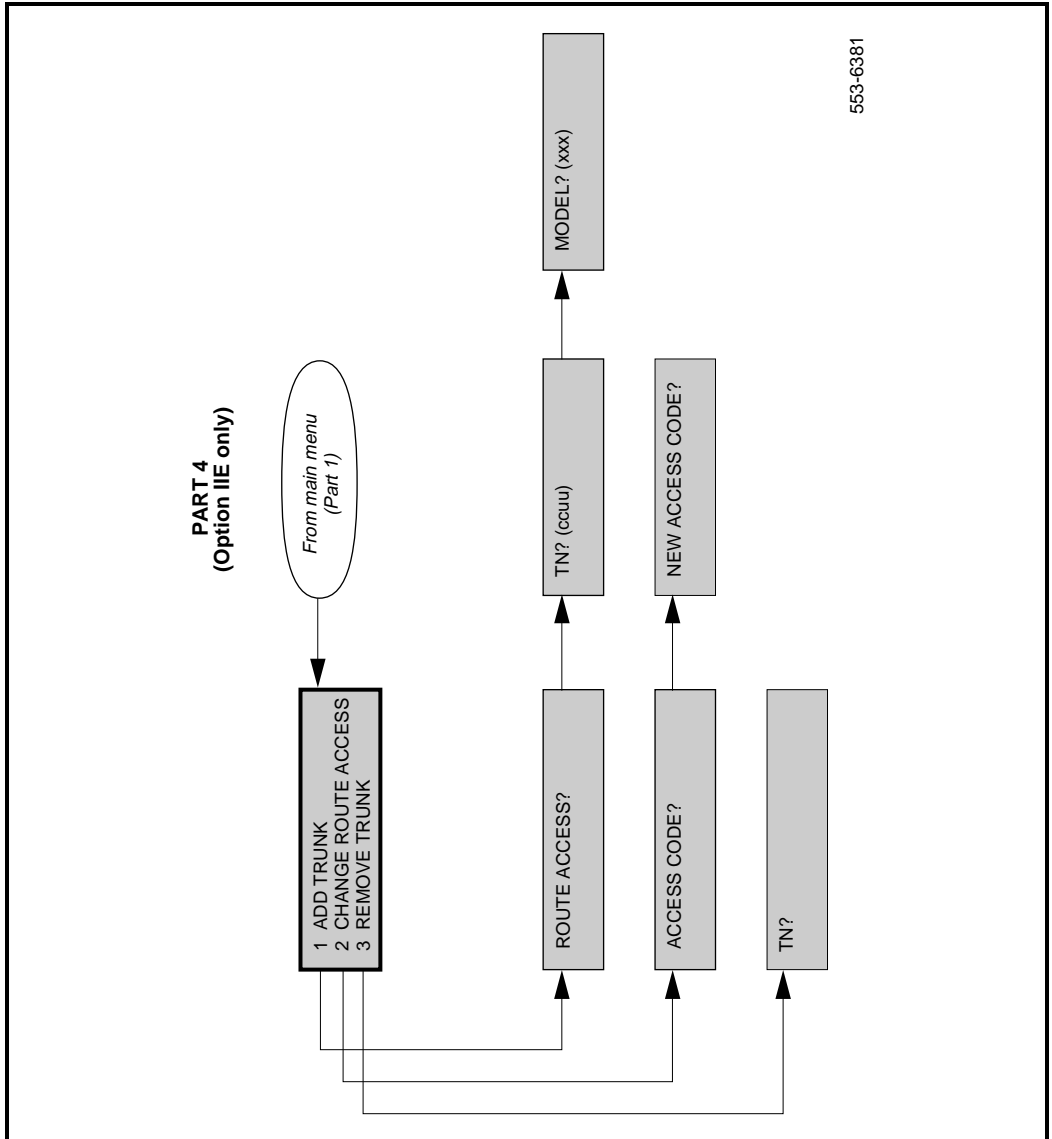 PART 4
(Option IIE only)
From main menu
(Part 1)
1 ADD TRUNK
2 CHANGE ROUTE ACCESS
3 REMOVE TRUNK
ROUTE ACCESS?
TN? (ccuu)
MODEL? (xxx)
ACCESS CODE?
NEW ACCESS CODE?
TN?
553-6381